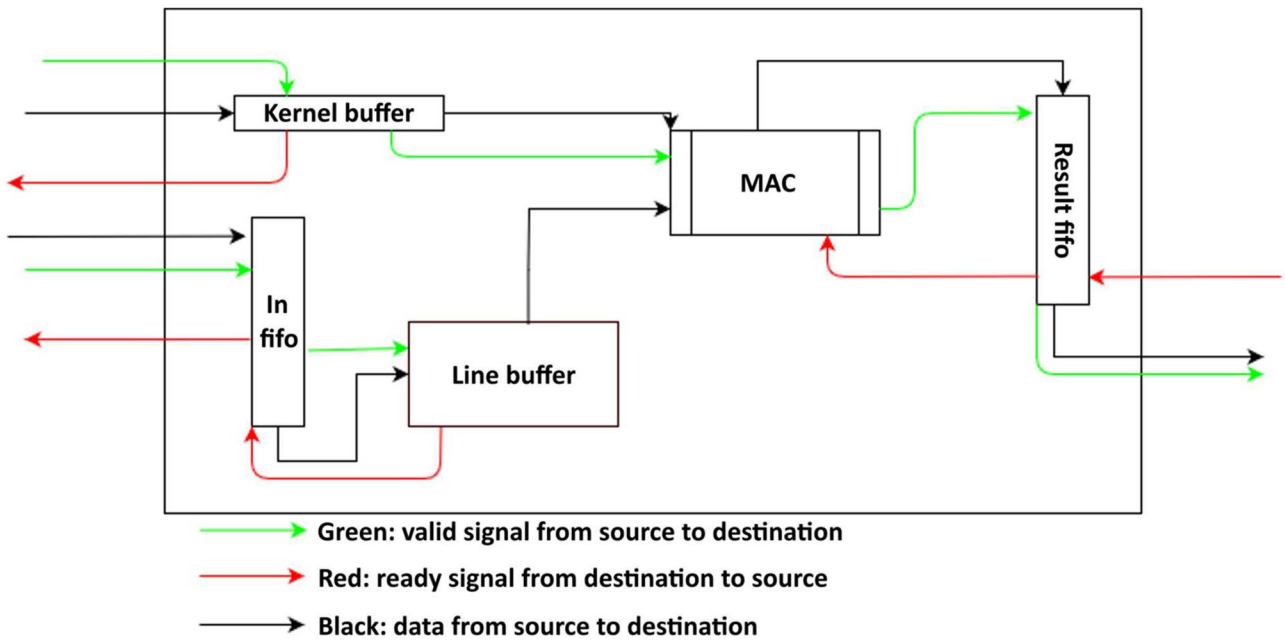 Kernel buffer
MAC
Result fifo
In
fifo
Line buffer
Green: valid signal from source to destination
Red: ready signal from destination to source
Black: data from source to destination